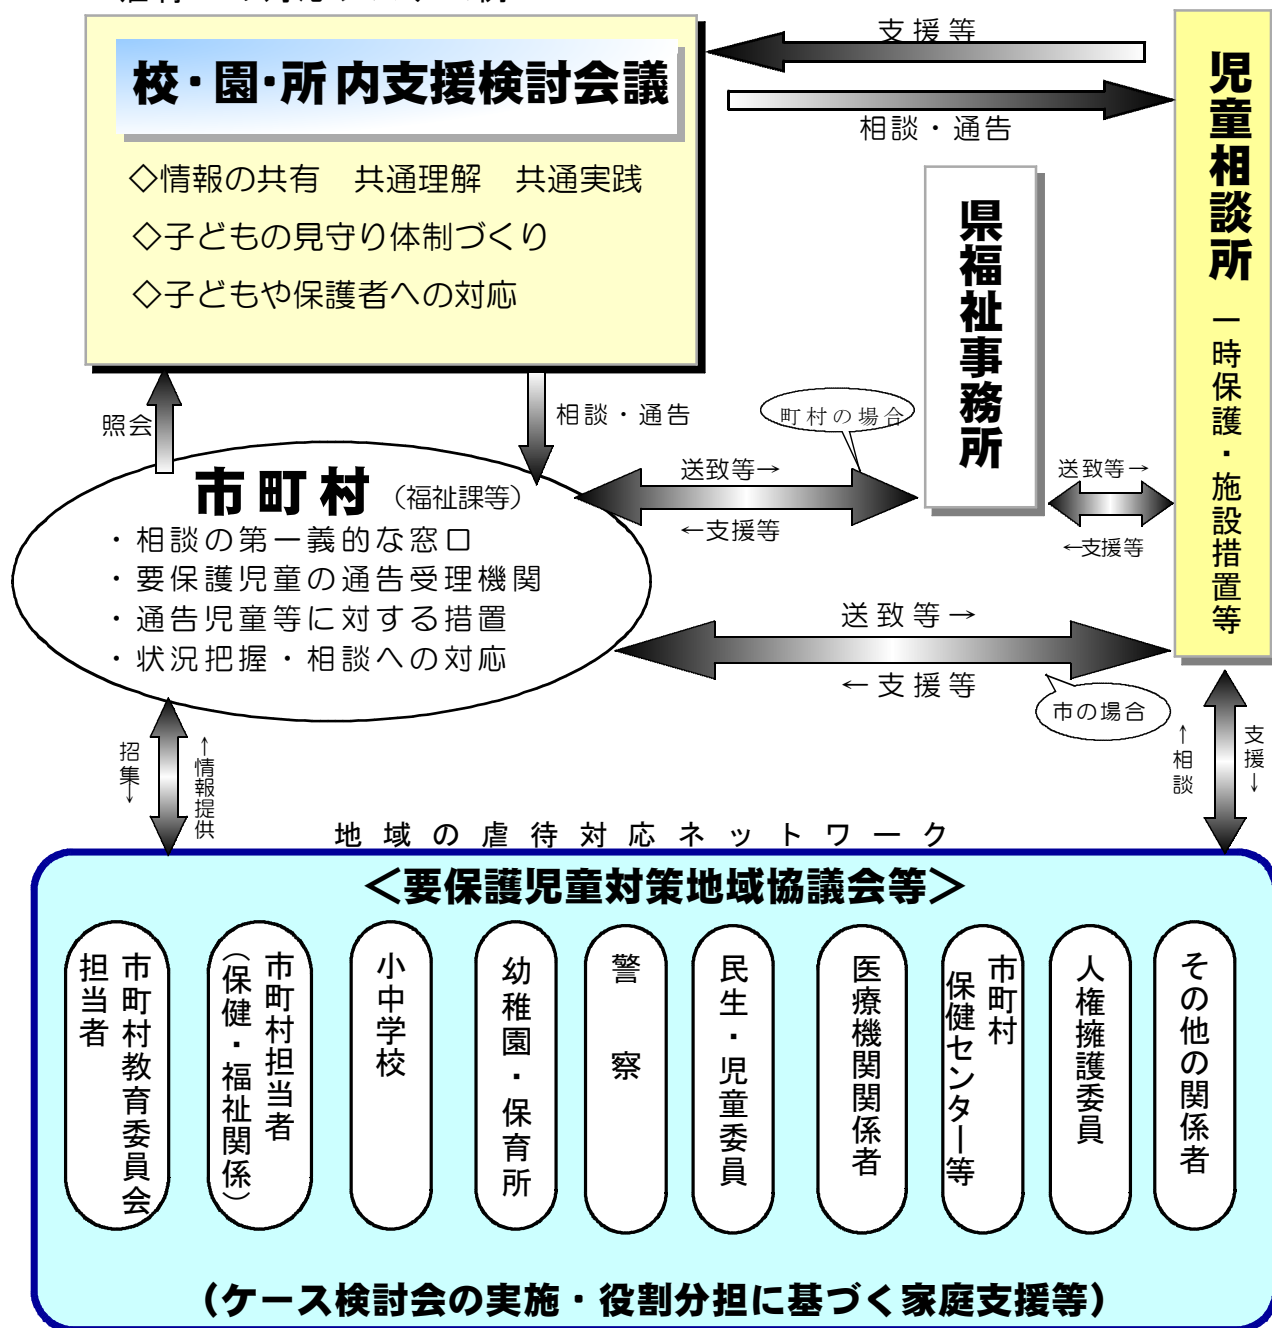 支援等
校・園・所内支援検討会議
相談・通告
◇情報の共有　共通理解　共通実践
◇子どもの見守り体制づくり
◇子どもや保護者への対応
児童相談所
一時保護・施設措置等
県福祉事務所
照会
相談・通告
町村の場合
市町村（福祉課等）
・相談の第一義的な窓口
・要保護児童の通告受理機関
・通告児童等に対する措置
・状況把握・相談への対応
送致等→
←支援等
送致等→
←支援等
送致等→
←支援等
市の場合
招集→
←情報提供
←相談
支援→
地域の虐待対応ネットワーク
＜要保護児童対策地域協議会等＞
市町村教育委員会
担当者
市町村担当者
（保健・福祉関係）
小中学校
幼稚園・保育所
警察
民生・児童委員
医療機関関係者
市町村
保健センター等
人権擁護委員
その他の関係者
（ケース検討会の実施・役割分担に基づく家庭支援等）